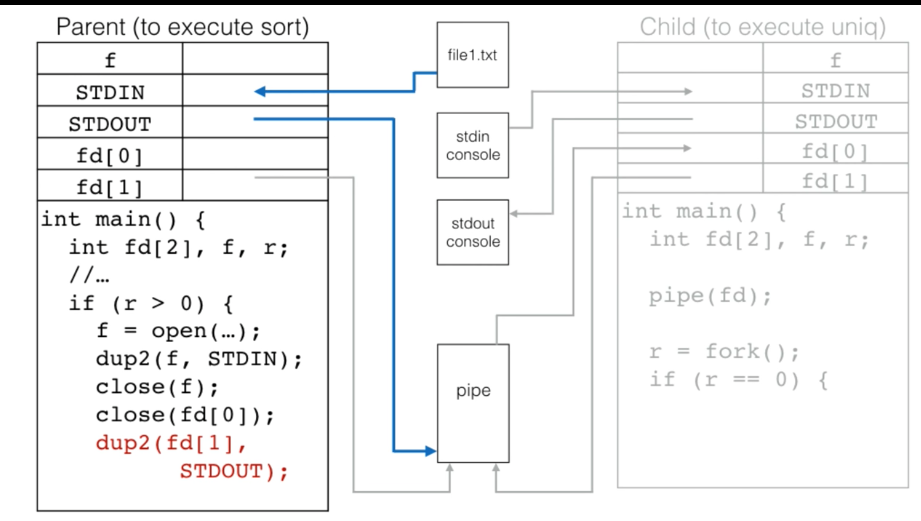 Parent (to execute sort)
f
STDIN
STDOUT
fd[0]
fd[1]
int main() {
int fd[2], f, r;
//…
if (r > 0) {
f = open(…);
dup2(f, STDIN);
close(f);
close(fd[0]);
dup2(fd[1],
STDOUT);
file1.txt
stdin
console
stdout
console
pipe
Child (to execute uniq)
f
STDIN
STDOUT
fd[0]
fd[1]
int main() {
int fd[2], f, r;
pipe(fd);
r = fork();
if (r == 0) {